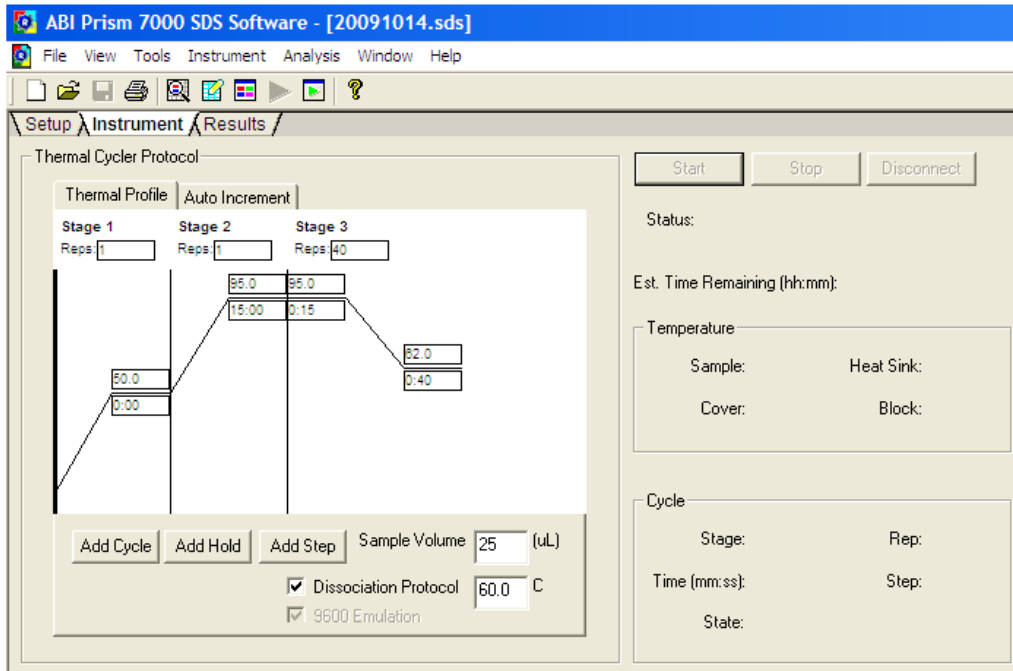 ABI Prism 7000 SDS Software - [20091014.sds]
File View Tools Instrument Analysis Window Help
Setup Instrument Results
Thermal Cycler Protocol
Thermal Profile Auto Increment
Stage 1 Stage 2 Stage 3
Reps: 1 Reps: 1 Reps: 40
95.0 95.0
15:00 0:15
62.0
0:40
50.0
0:00
Add Cycle Add Hold Add Step Sample Volume 25 (uL)
Dissociation Protocol 60.0 C
9600 Emulation
Start Stop Disconnect
Status:
Est. Time Remaining (hh:mm):
Temperature
Sample: Heat Sink:
Cover: Block:
Cycle
Stage: Rep:
Time (mm:ss): Step:
State: